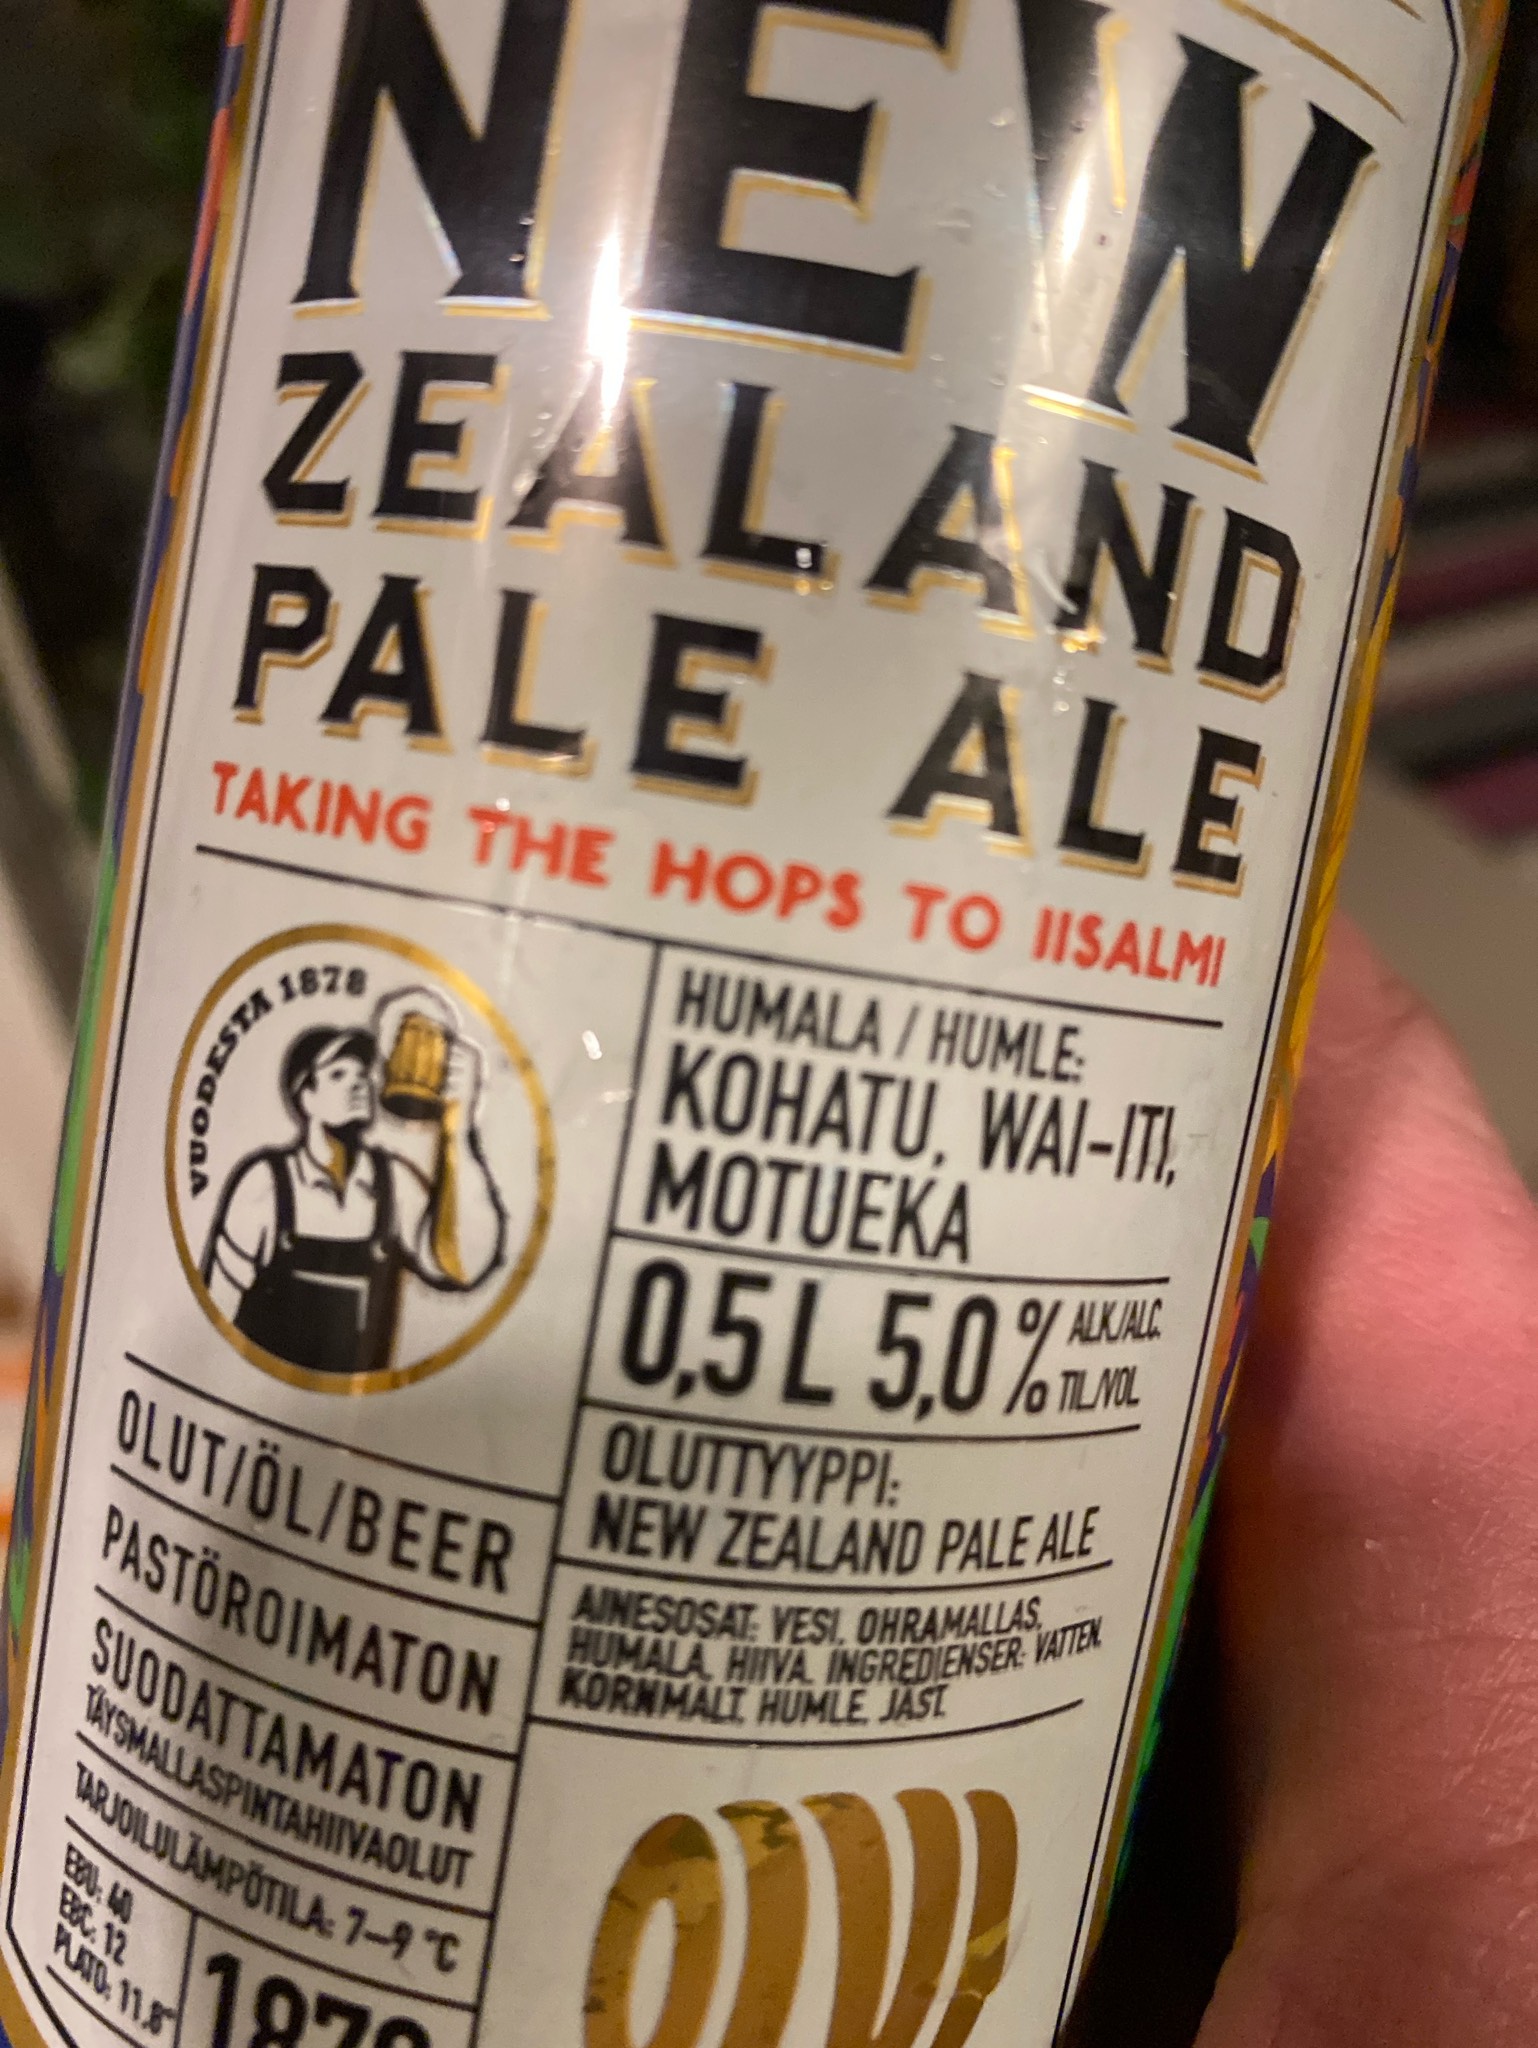 NEW
ZEALAND
PALE ALE
TAKING THE HOPS TO IISALMI
VUODESTA 1878
HUMALA / HUMLE:
KOHATU, WAI-ITI,
MOTUEKA
0,5 L 5,0 % ALK./ALC.
TIL./VOL
OLUTTYYPPI:
NEW ZEALAND PALE ALE
AINESOSAT: VESI, OHRAMALLAS,
HUMALA, HIIVA. INGREDIENSER: VATTEN,
KORNMALT, HUMLE, JÄST.
OLUT/ÖL/BEER
PASTÖROIMATON
SUODATTAMATON
TÄYSMALLASPINTAHIIVAOLUT
TARJOILULÄMPÖTILA: 7–9 °C
EBU: 40
EBC: 12
PLATO: 11.8°
1878
OLVI